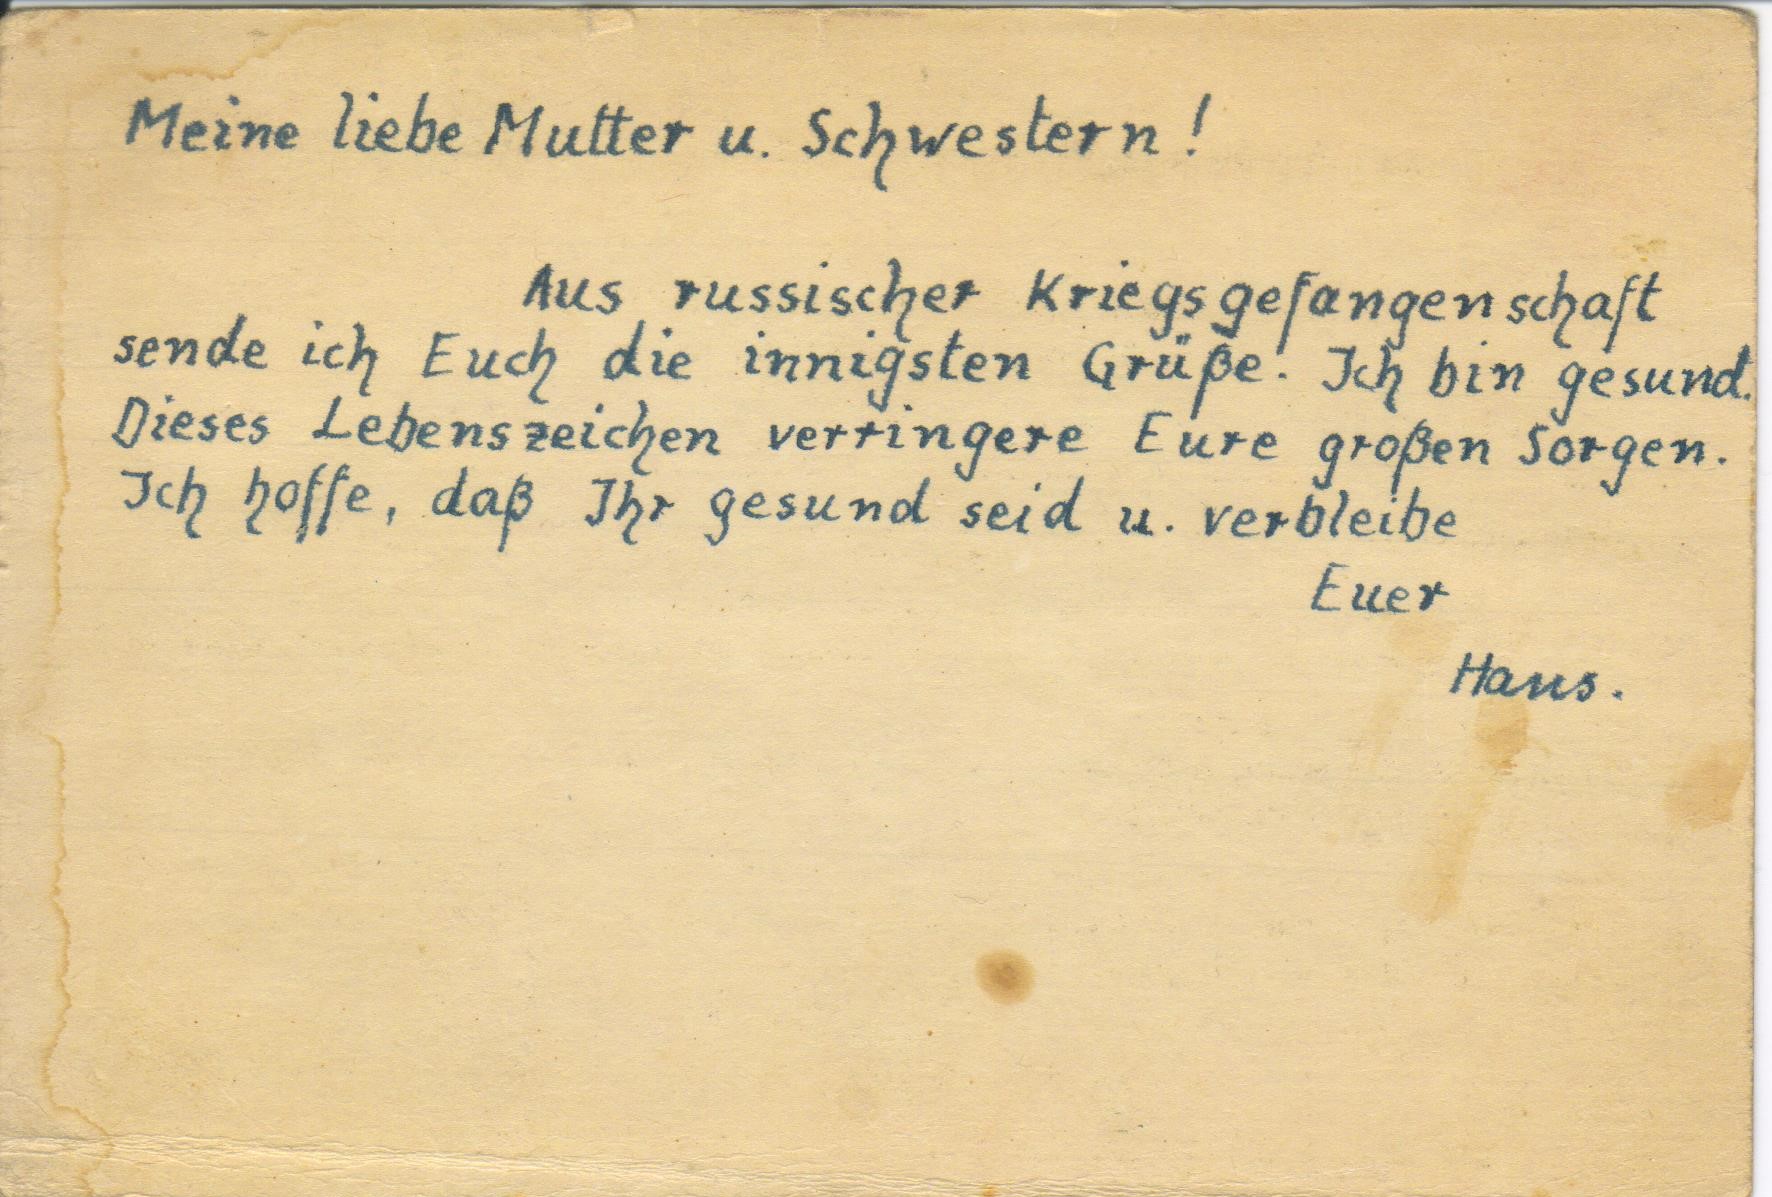 Meine liebe Mutter u. Schwestern!
Aus russischer Kriegsgefangenschaft
sende ich Euch die innigsten Grüße. Ich bin gesund.
Dieses Lebenszeichen verringere Eure großen Sorgen.
Ich hoffe, daß Ihr gesund seid u. verbleibe
Euer
Hans.